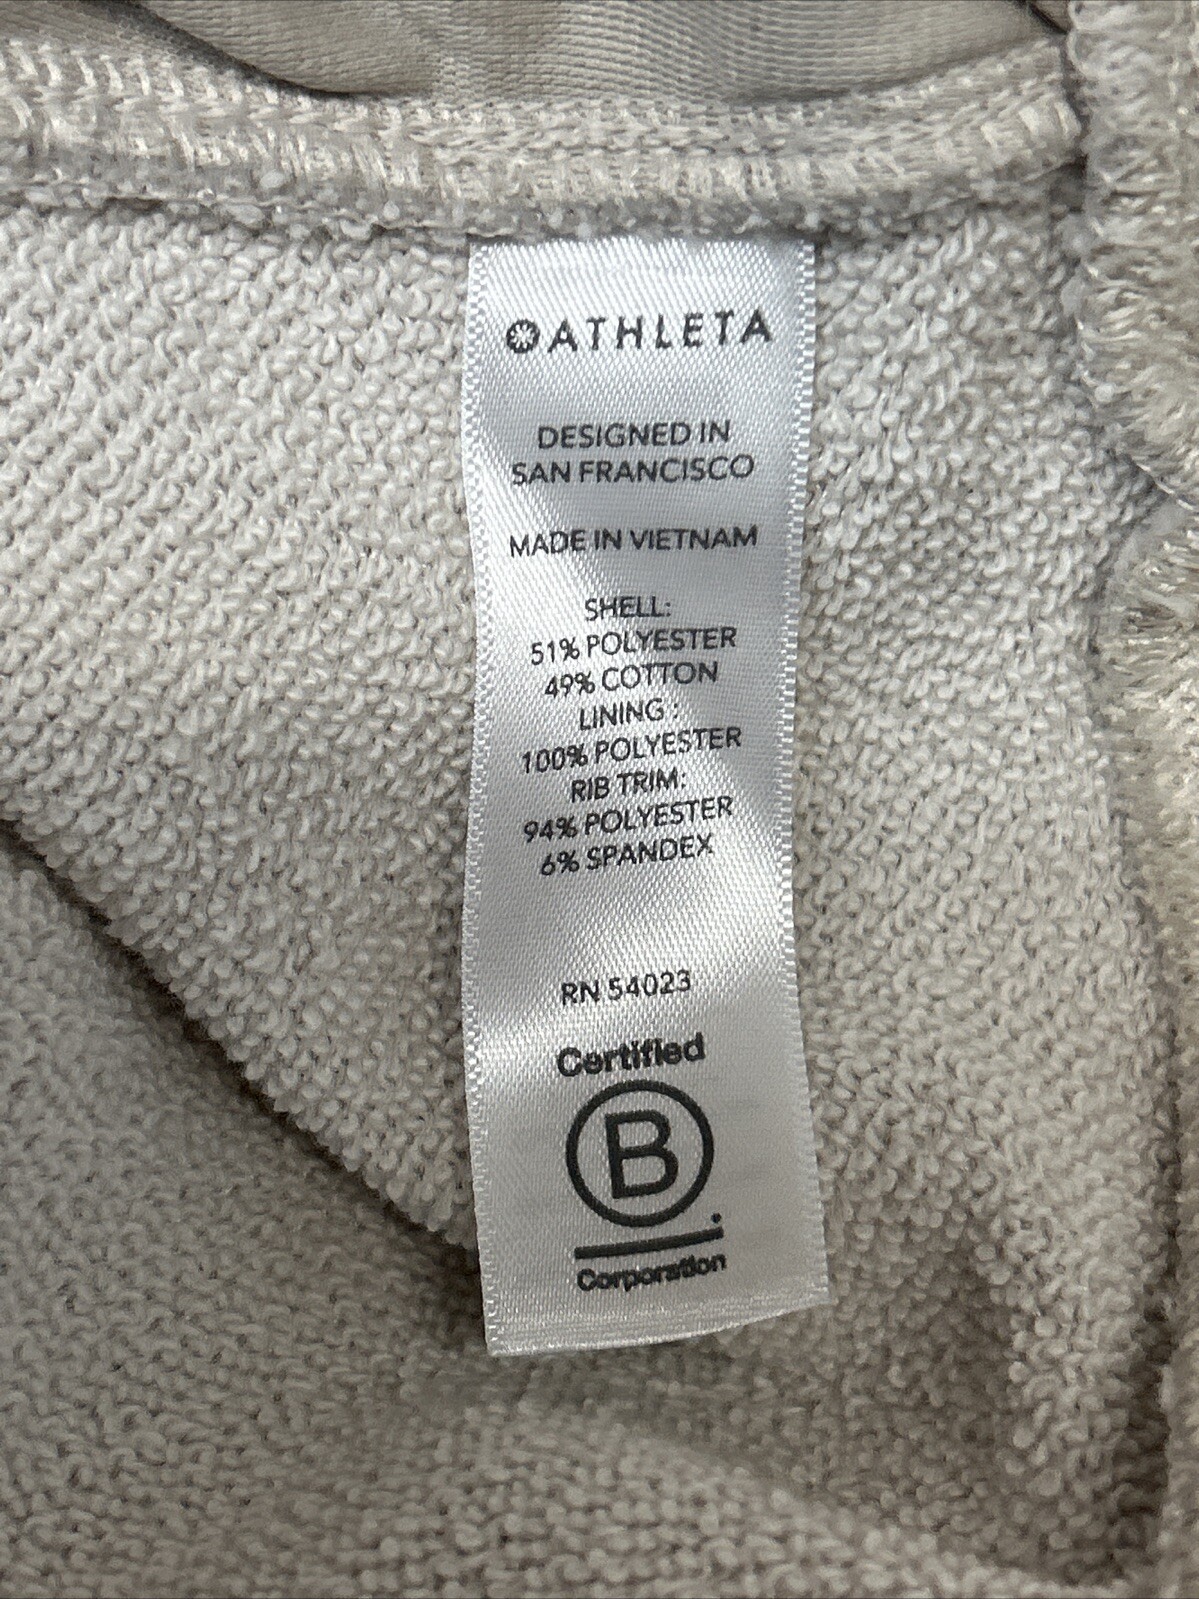 ATHLETA
DESIGNED IN
SAN FRANCISCO
MADE IN VIETNAM
SHELL:
51% POLYESTER
49% COTTON
LINING :
100% POLYESTER
RIB TRIM:
94% POLYESTER
6% SPANDEX
RN 54023
Certified
B
Corporation